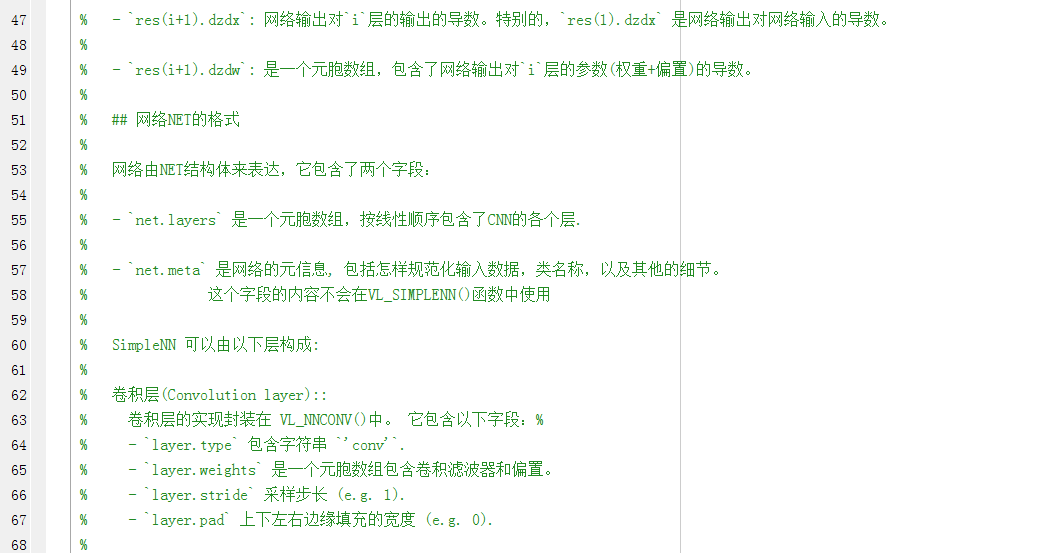 47 % - `res(i+1).dzdx`: 网络输出对`i`层的输出的导数。特别的，`res(1).dzdx` 是网络输出对网络输入的导数。
48 %
49 % - `res(i+1).dzdw`: 是一个元胞数组，包含了网络输出对`i`层的参数(权重+偏置)的导数。
50 %
51 % ## 网络NET的格式
52 %
53 % 网络由NET结构体来表达，它包含了两个字段：
54 %
55 % - `net.layers` 是一个元胞数组，按线性顺序包含了CNN的各个层.
56 %
57 % - `net.meta` 是网络的元信息, 包括怎样规范化输入数据，类名称，以及其他的细节。
58 % 这个字段的内容不会在VL_SIMPLENN()函数中使用
59 %
60 % SimpleNN 可以由以下层构成:
61 %
62 % 卷积层(Convolution layer)::
63 % 卷积层的实现封装在 VL_NNCONV()中。 它包含以下字段：%
64 % - `layer.type` 包含字符串 `'conv'`.
65 % - `layer.weights` 是一个元胞数组包含卷积滤波器和偏置。
66 % - `layer.stride` 采样步长 (e.g. 1).
67 % - `layer.pad` 上下左右边缘填充的宽度 (e.g. 0).
68 %